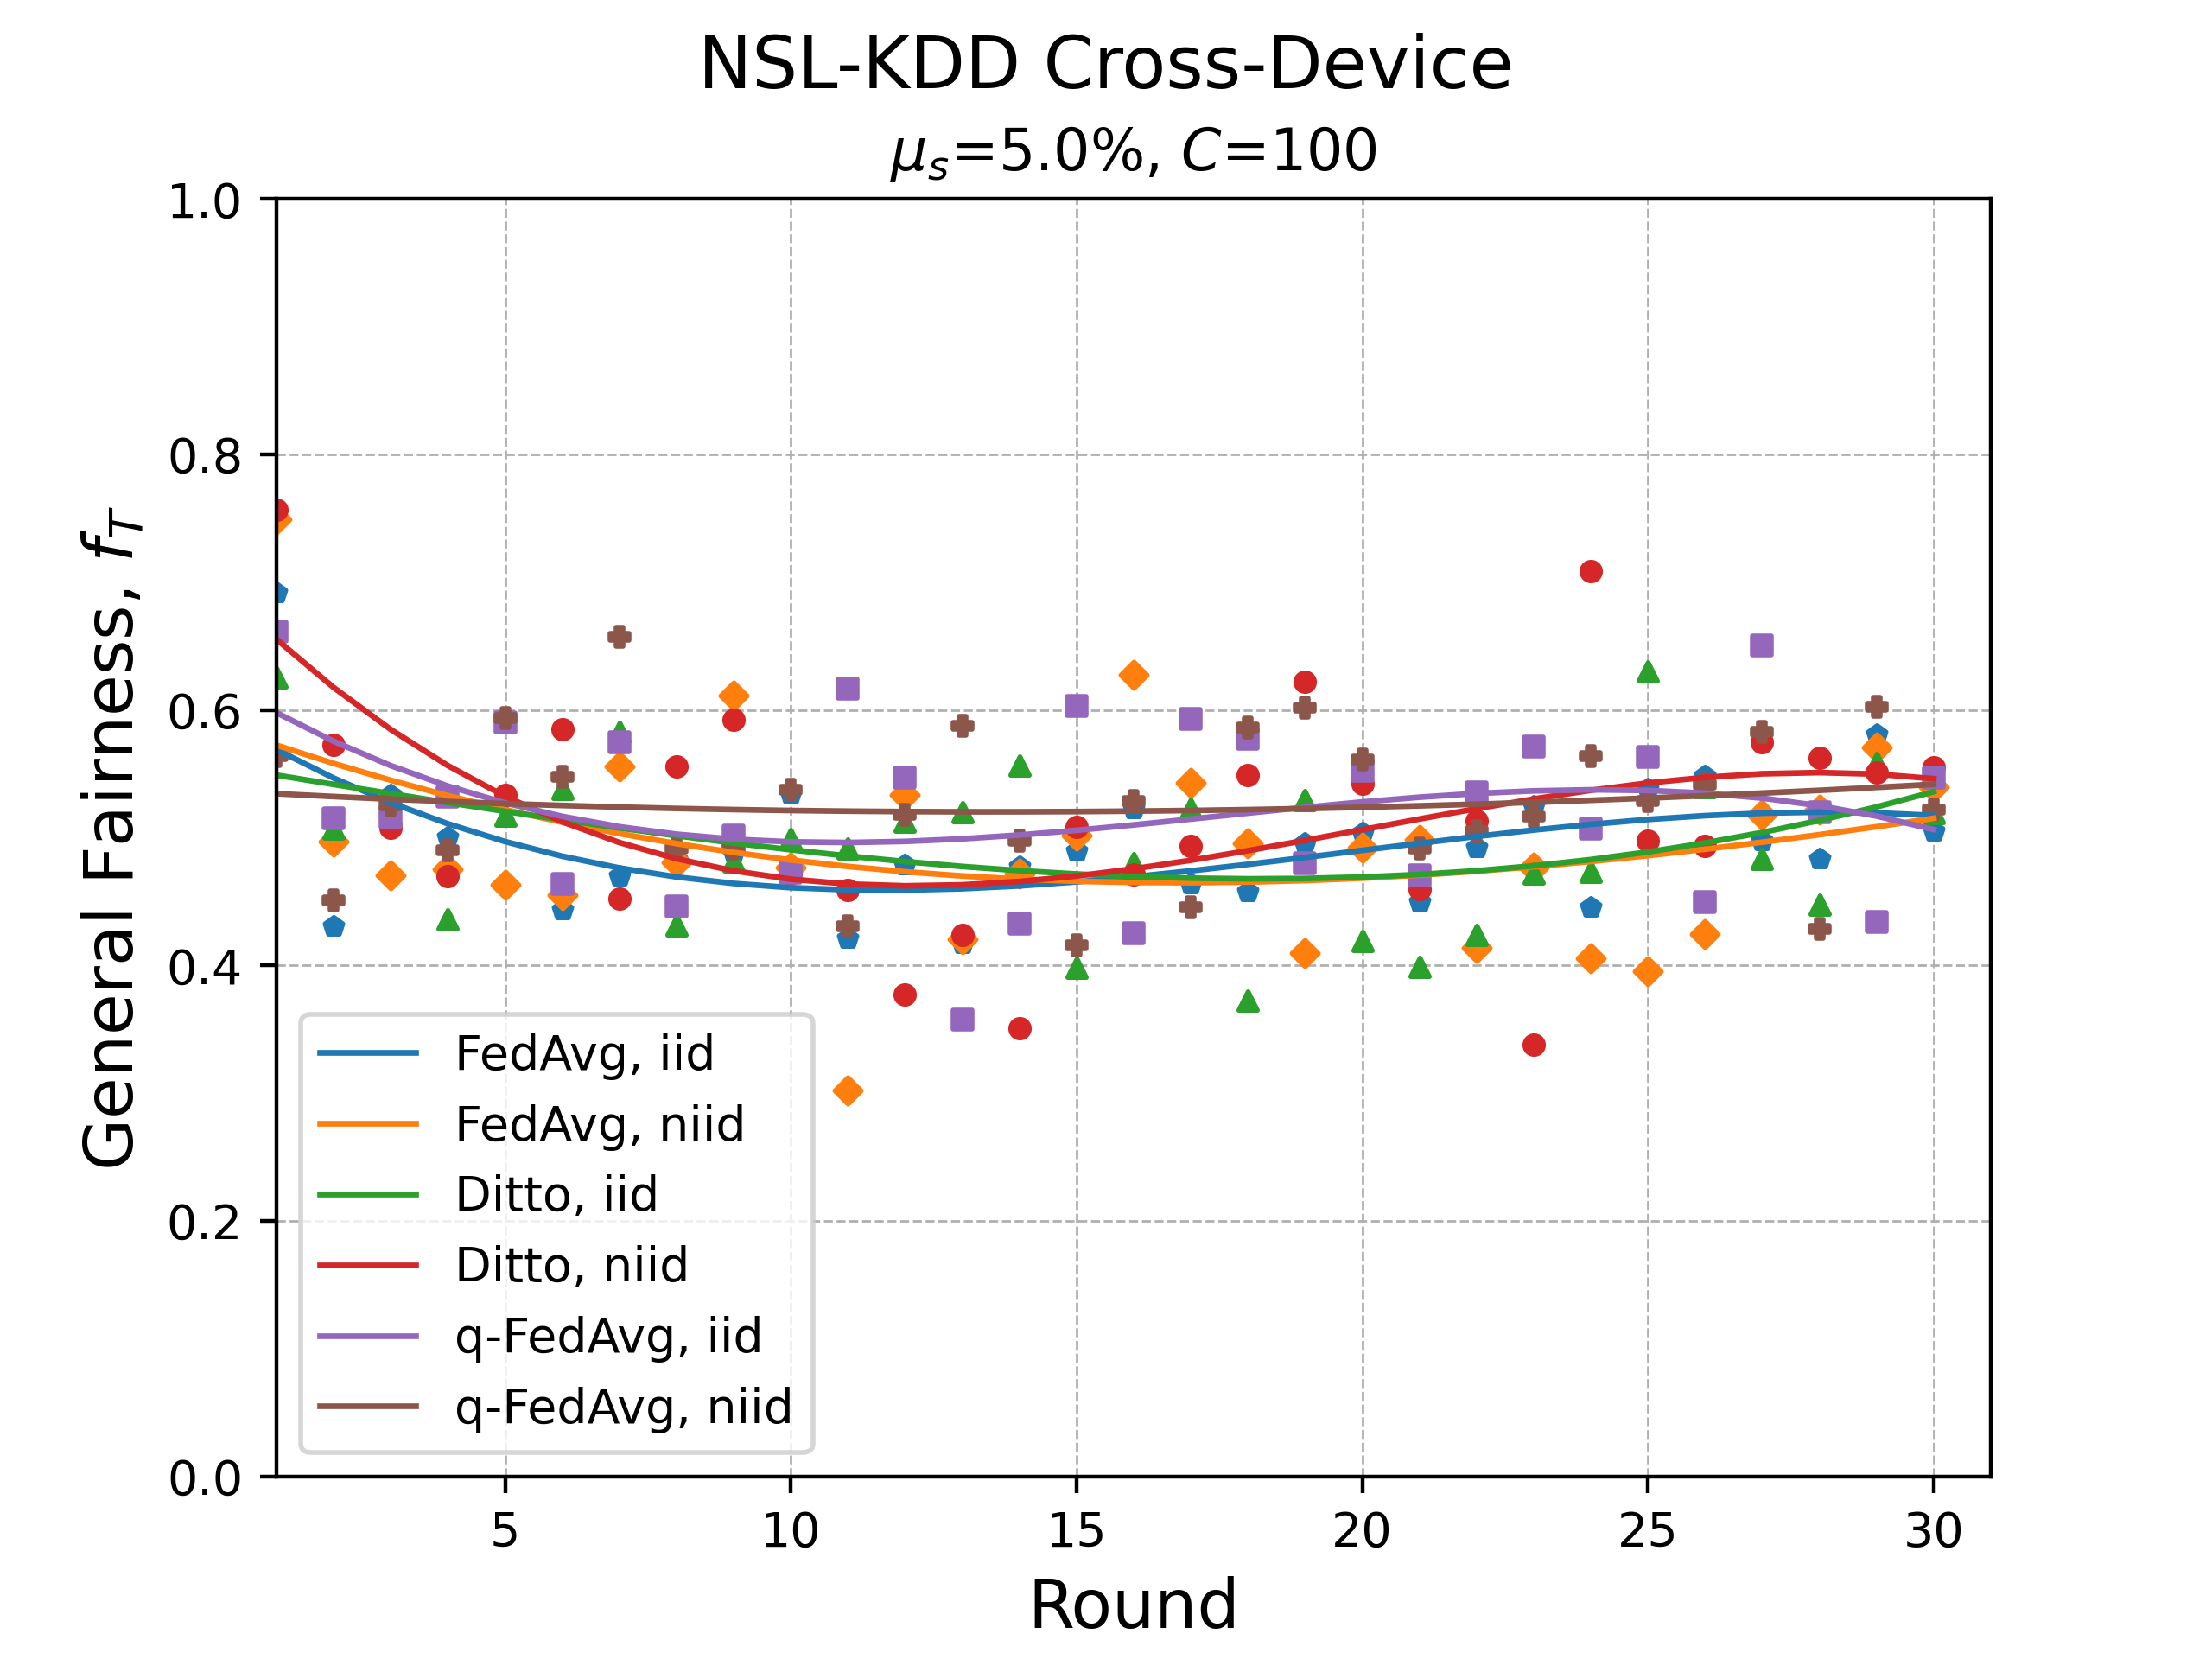 NSL-KDD Cross-Device
μs=5.0%, C=100
General Fairness, fT
1.0
0.8
0.6
0.4
0.2
0.0
FedAvg, iid
FedAvg, niid
Ditto, iid
Ditto, niid
q-FedAvg, iid
q-FedAvg, niid
5 10 15 20 25 30
Round